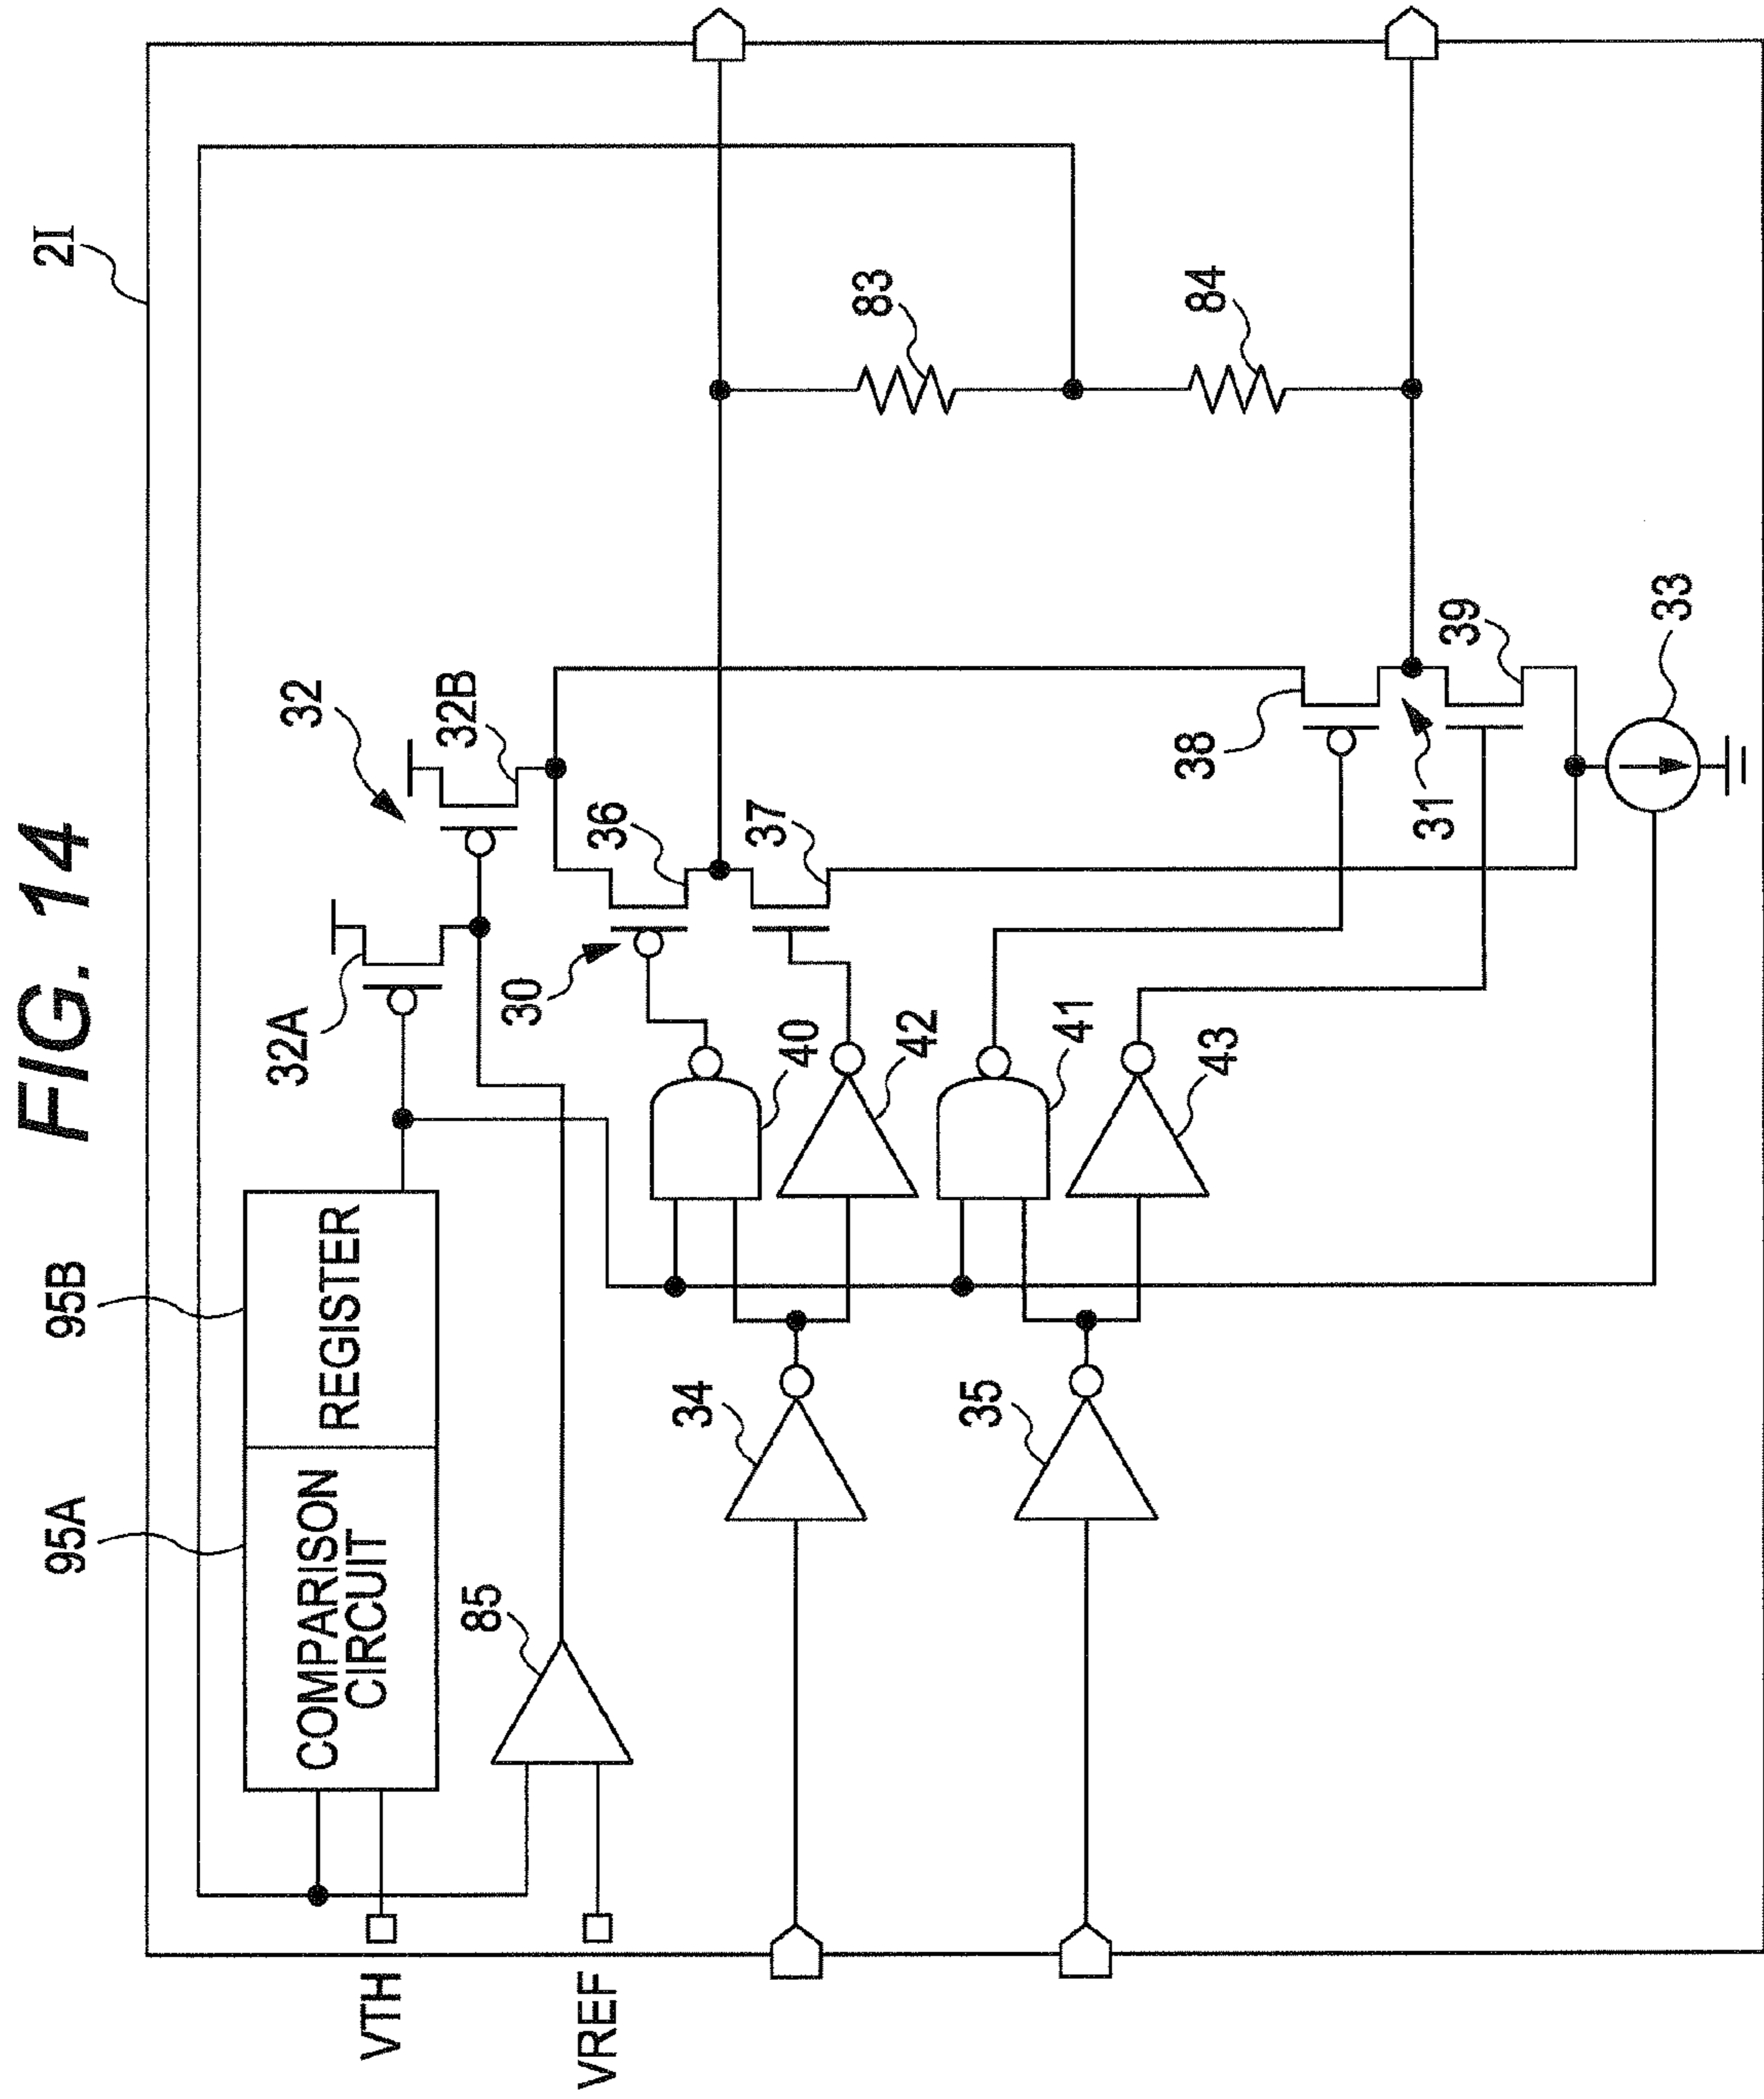 FIG. 14
2I
95A
95B
COMPARISON
CIRCUIT
REGISTER
VTH
VREF
85
32A
32
32B
30
36
37
34
40
42
35
41
43
38
31
39
33
83
84